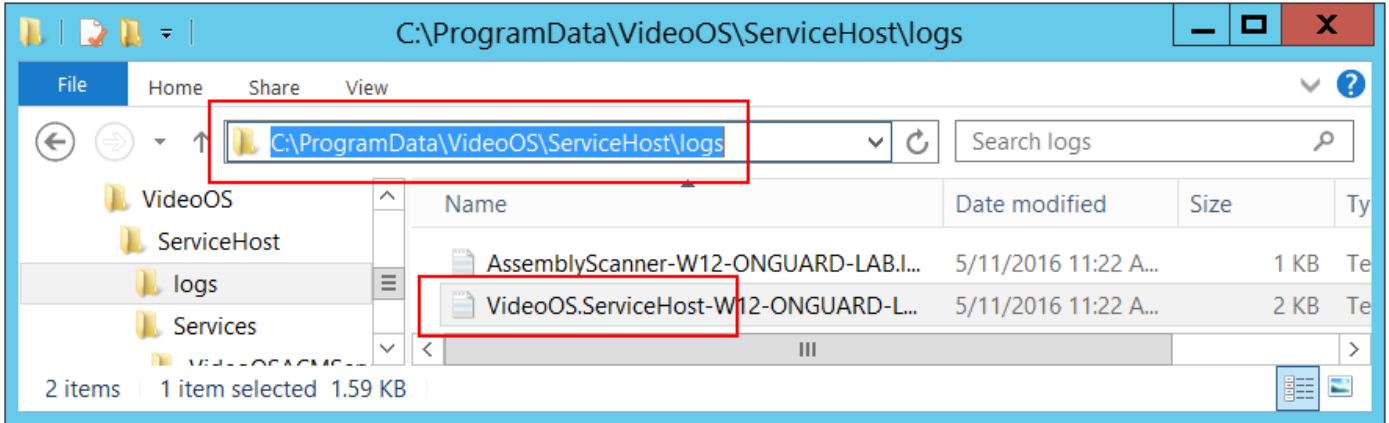 C:\ProgramData\VideoOS\ServiceHost\logs
File Home Share View
C:\ProgramData\VideoOS\ServiceHost\logs Search logs
VideoOS
ServiceHost
logs
Services
Name Date modified Size Ty
AssemblyScanner-W12-ONGUARD-LAB.l... 5/11/2016 11:22 A... 1 KB Te
VideoOS.ServiceHost-W12-ONGUARD-L... 5/11/2016 11:22 A... 2 KB Te
2 items 1 item selected 1.59 KB